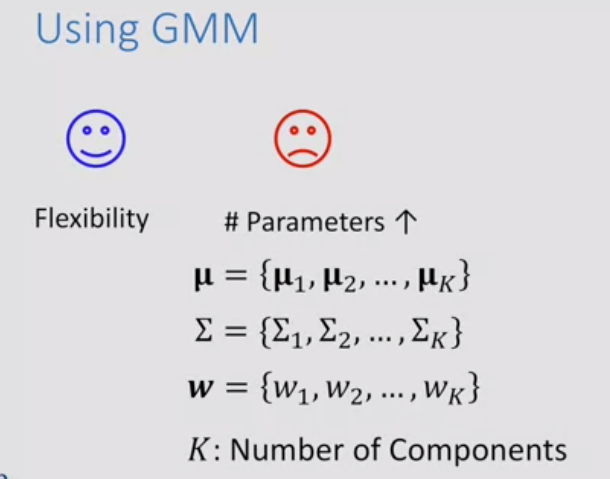 Using GMM
Flexibility
# Parameters ↑
𝛍 = {𝛍₁, 𝛍₂, … , 𝛍_K}
Σ = {Σ₁, Σ₂, … , Σ_K}
𝒘 = {w₁, w₂, … , w_K}
K: Number of Components